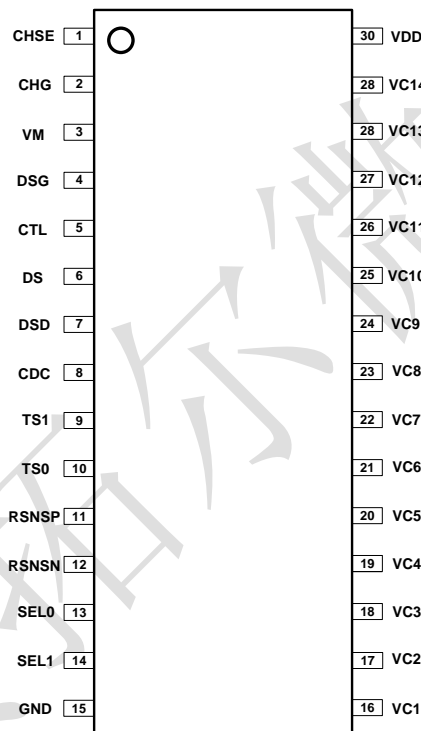 CHSE 1 30 VDD
CHG 2 28 VC14
VM 3 28 VC13
DSG 4 27 VC12
CTL 5 26 VC11
DS 6 25 VC10
DSD 7 24 VC9
CDC 8 23 VC8
TS1 9 22 VC7
TS0 10 21 VC6
RSNSP 11 20 VC5
RSNSN 12 19 VC4
SEL0 13 18 VC3
SEL1 14 17 VC2
GND 15 16 VC1
拓尔微